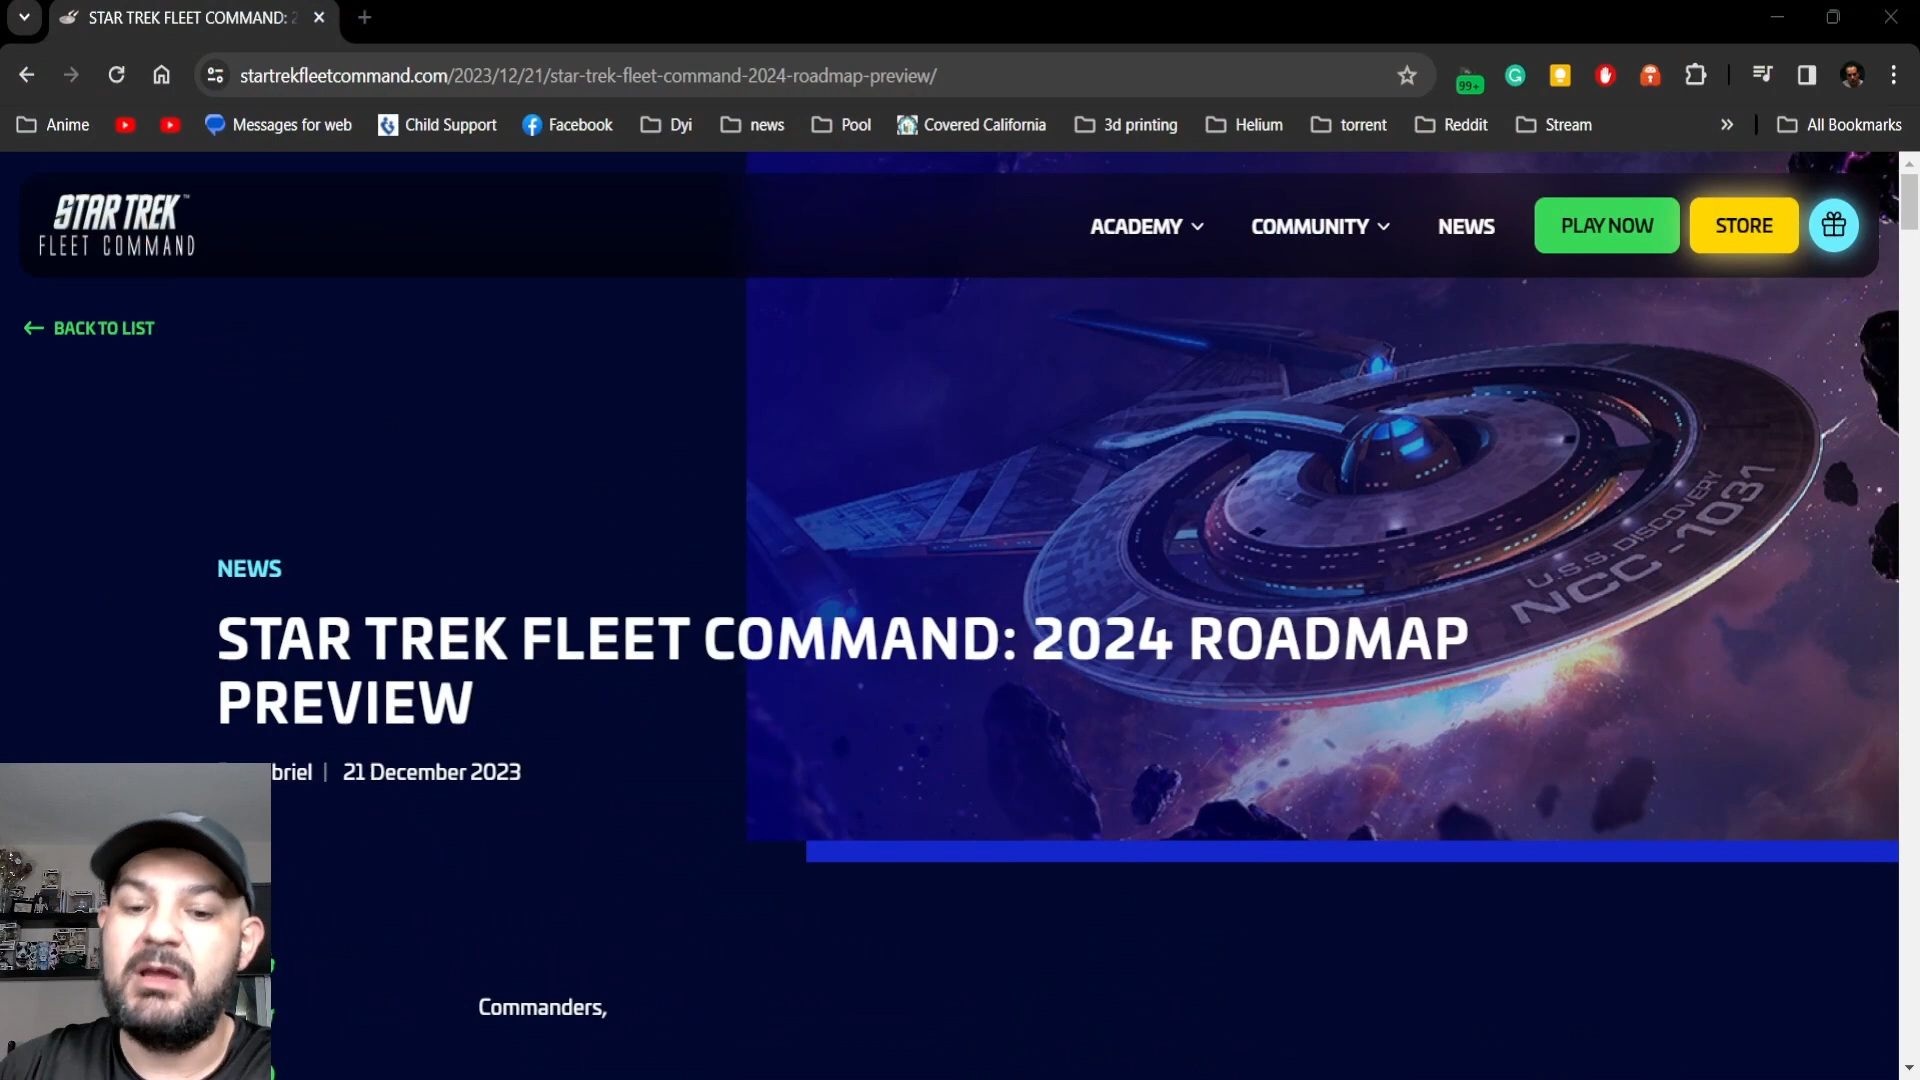 STAR TREK FLEET COMMAND: 2
startrekfleetcommand.com/2023/12/21/star-trek-fleet-command-2024-roadmap-preview/
99+
Anime
Messages for web
Child Support
Facebook
Dyi
news
Pool
Covered California
3d printing
Helium
torrent
Reddit
Stream
All Bookmarks
STAR TREK™
FLEET COMMAND
ACADEMY
COMMUNITY
NEWS
PLAY NOW
STORE
BACK TO LIST
U.S.S. DISCOVERY
NCC-1031
NEWS
STAR TREK FLEET COMMAND: 2024 ROADMAP
PREVIEW
briel | 21 December 2023
Commanders,